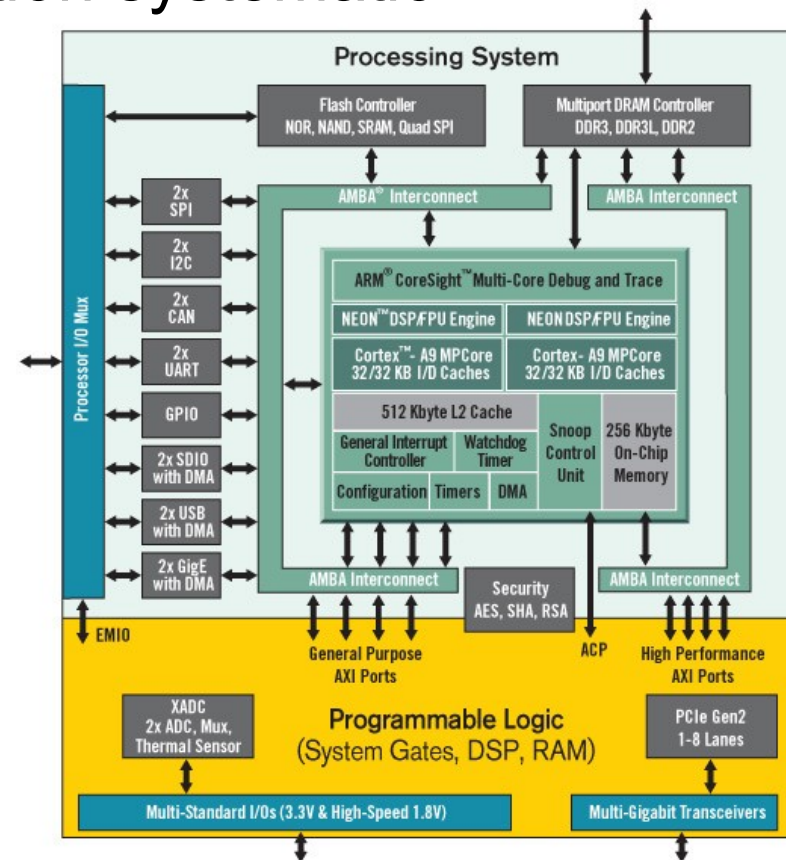 Processing System
Flash Controller
NOR, NAND, SRAM, Quad SPI
Multiport DRAM Controller
DDR3, DDR3L, DDR2
AMBA® Interconnect
AMBA Interconnect
Processor I/O Mux
2x
SPI
2x
I2C
2x
CAN
2x
UART
GPIO
2x SDIO
with DMA
2x USB
with DMA
2x GigE
with DMA
ARM® CoreSight™ Multi-Core Debug and Trace
NEON™ DSP/FPU Engine
NEON DSP/FPU Engine
Cortex™- A9 MPCore
32/32 KB I/D Caches
Cortex- A9 MPCore
32/32 KB I/D Caches
512 Kbyte L2 Cache
General Interrupt
Controller
Watchdog
Timer
Configuration
Timers
DMA
Snoop
Control
Unit
256 Kbyte
On-Chip
Memory
AMBA Interconnect
Security
AES, SHA, RSA
AMBA Interconnect
EMIO
General Purpose
AXI Ports
ACP
High Performance
AXI Ports
XADC
2x ADC, Mux,
Thermal Sensor
Programmable Logic
(System Gates, DSP, RAM)
PCIe Gen2
1-8 Lanes
Multi-Standard I/Os (3.3V & High-Speed 1.8V)
Multi-Gigabit Transceivers